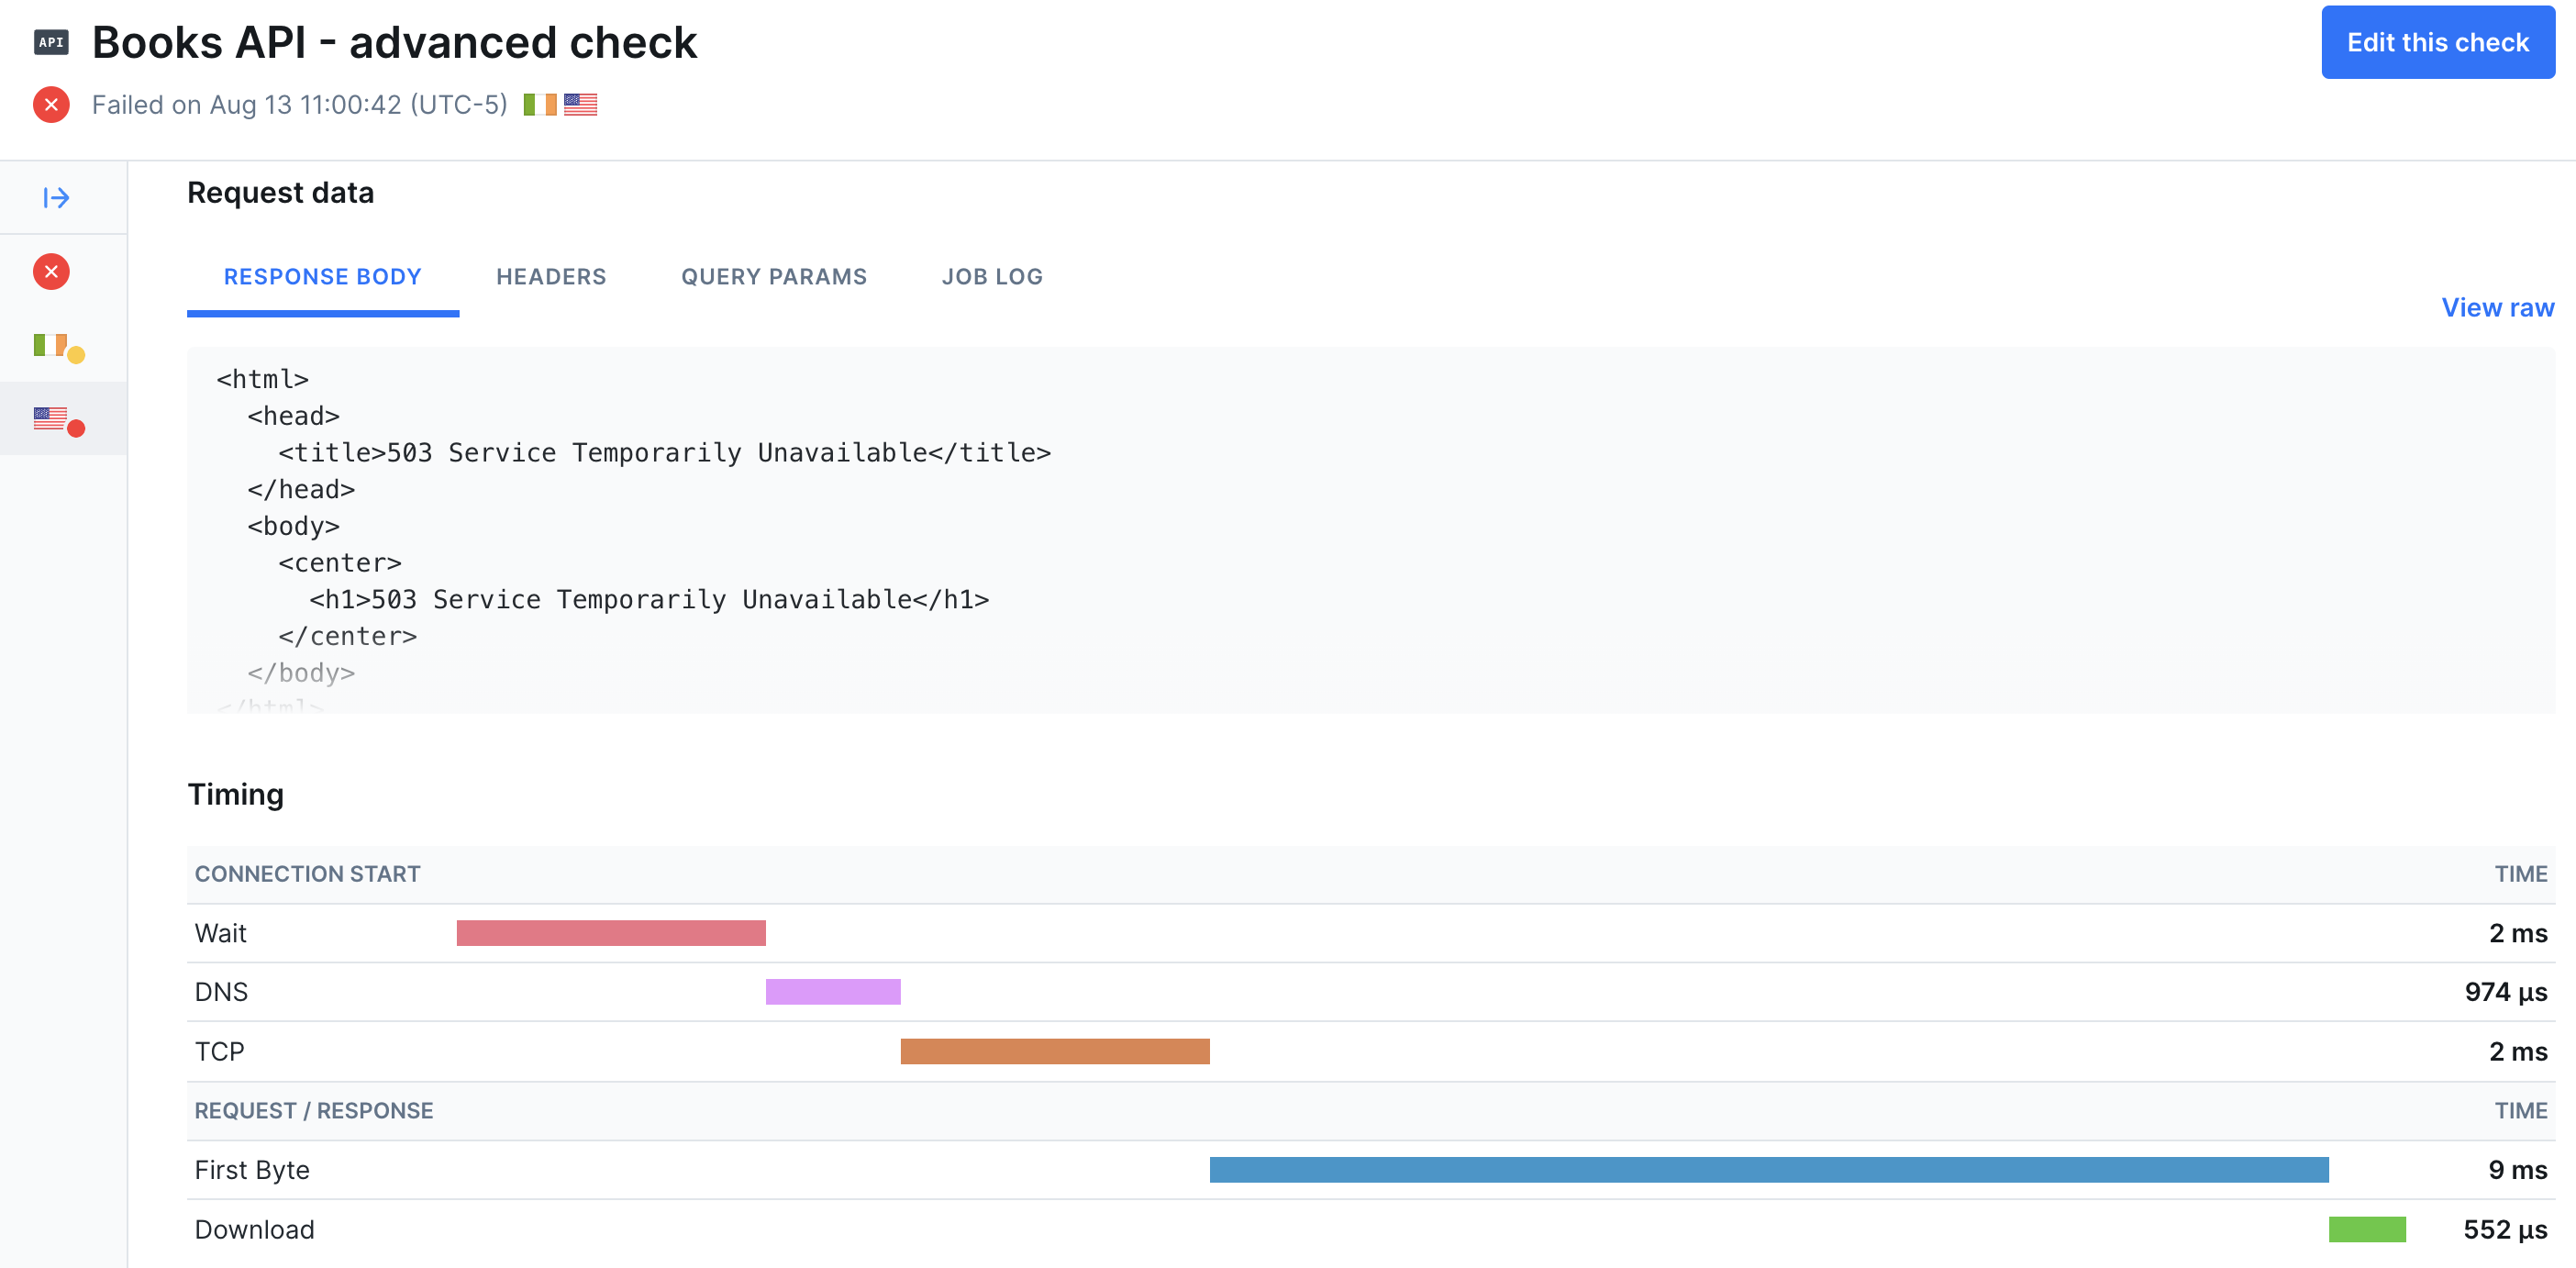 API Books API - advanced check
Edit this check
Failed on Aug 13 11:00:42 (UTC-5)
Request data
RESPONSE BODY HEADERS QUERY PARAMS JOB LOG
View raw
<html>
<head>
<title>503 Service Temporarily Unavailable</title>
</head>
<body>
<center>
<h1>503 Service Temporarily Unavailable</h1>
</center>
</body>
</html>
Timing
CONNECTION START TIME
Wait 2 ms
DNS 974 µs
TCP 2 ms
REQUEST / RESPONSE TIME
First Byte 9 ms
Download 552 µs